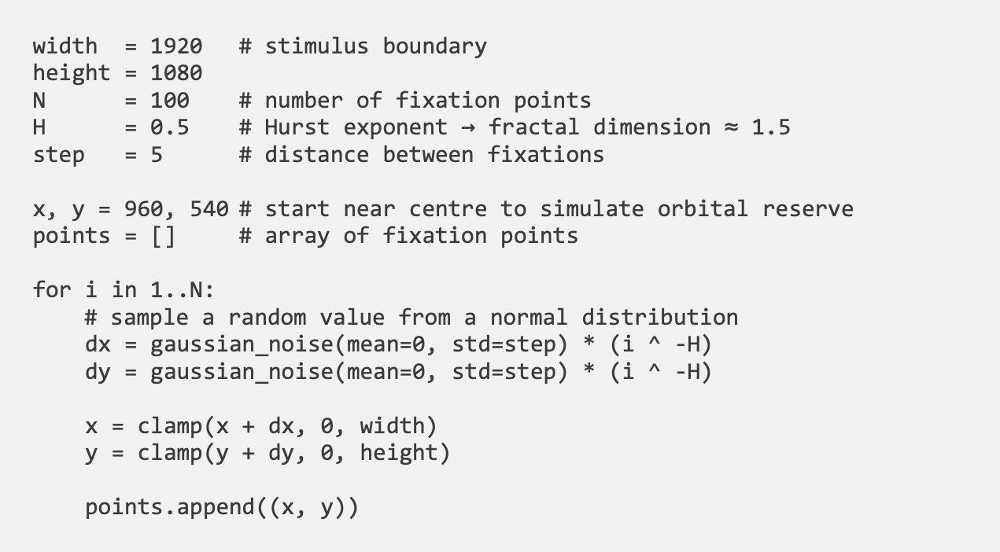 width  = 1920   # stimulus boundary
height = 1080
N      = 100    # number of fixation points
H      = 0.5    # Hurst exponent → fractal dimension ≈ 1.5
step   = 5      # distance between fixations
x, y = 960, 540 # start near centre to simulate orbital reserve
points = []     # array of fixation points
for i in 1..N:
    # sample a random value from a normal distribution
    dx = gaussian_noise(mean=0, std=step) * (i ^ -H)
    dy = gaussian_noise(mean=0, std=step) * (i ^ -H)
    x = clamp(x + dx, 0, width)
    y = clamp(y + dy, 0, height)
    points.append((x, y))